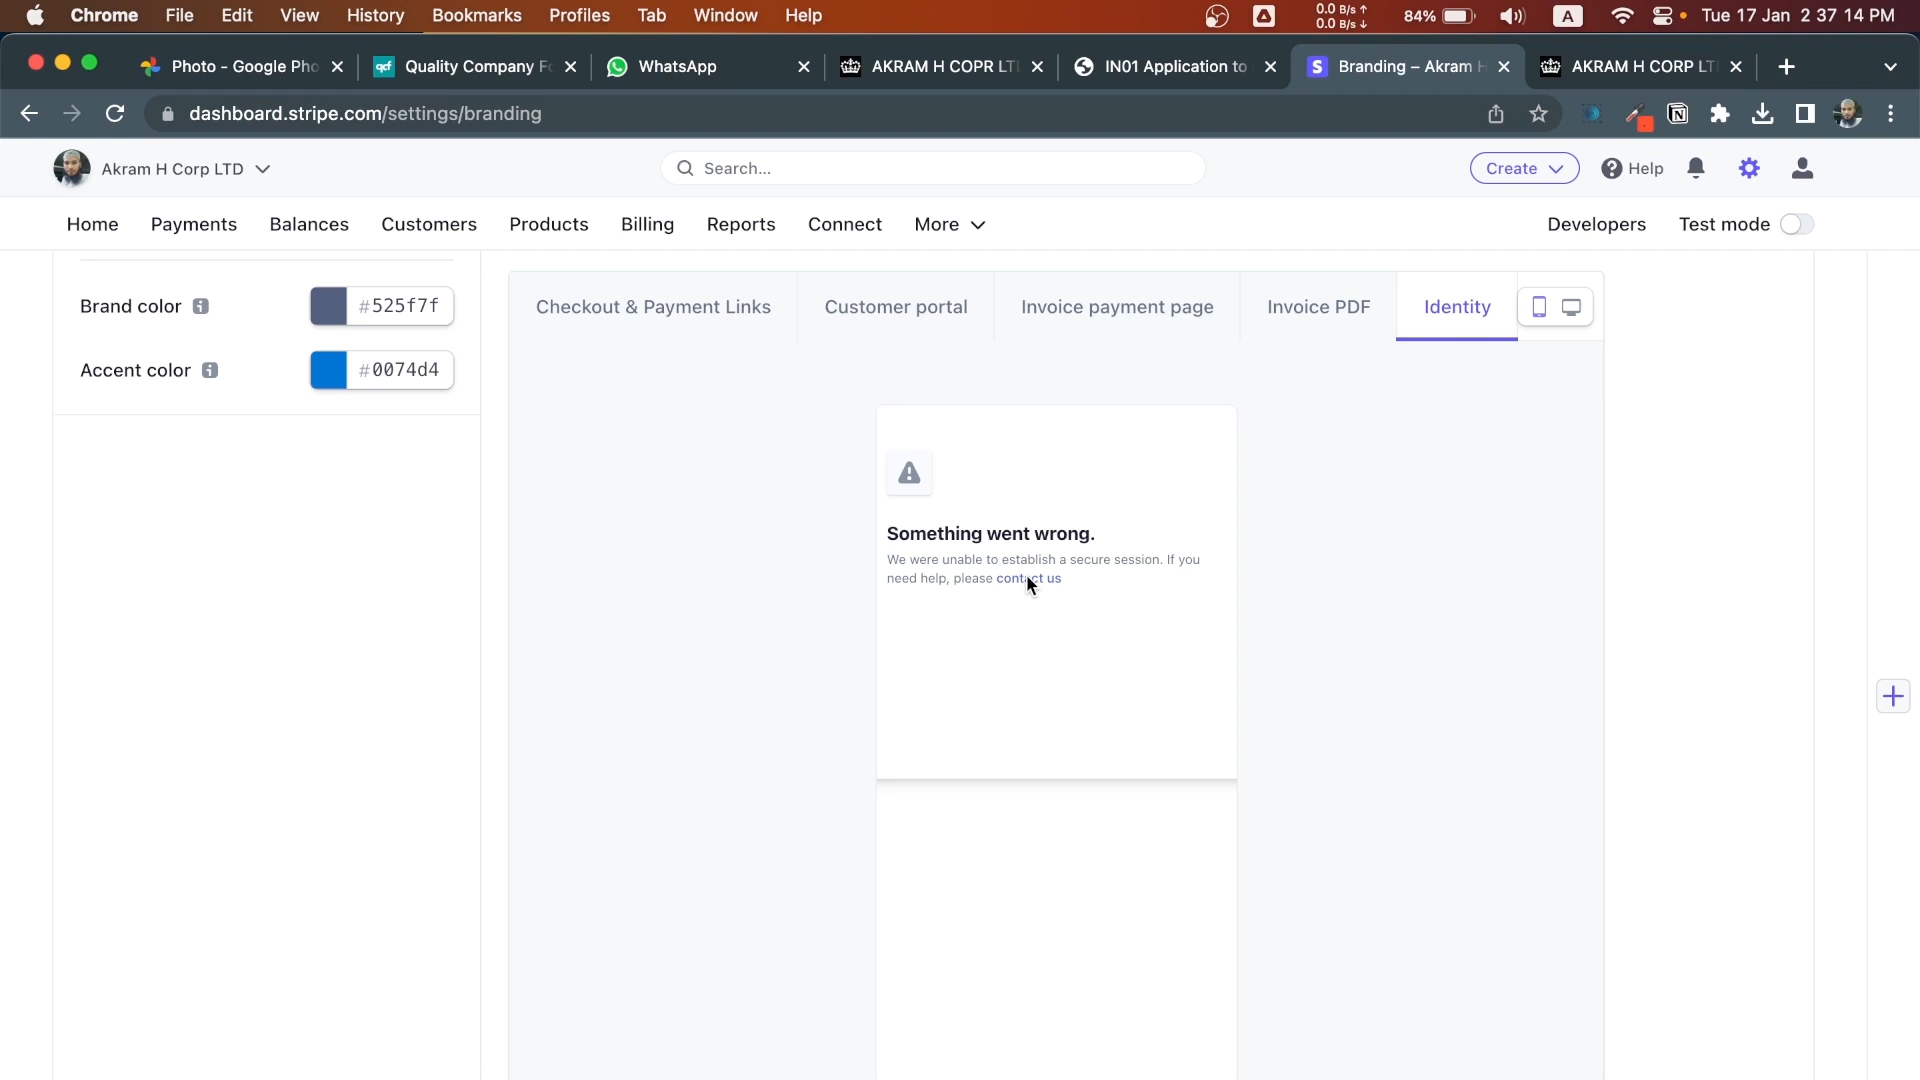 Chrome File Edit View History Bookmarks Profiles Tab Window Help 0.0 B/s ↑ 0.0 B/s ↓ 84% A Tue 17 Jan 2 37 14 PM
Photo - Google Pho Quality Company Fo qcf WhatsApp AKRAM H COPR LT IN01 Application to S Branding – Akram H AKRAM H CORP LT
dashboard.stripe.com/settings/branding
Akram H Corp LTD Search... Create Help
Home Payments Balances Customers Products Billing Reports Connect More Developers Test mode
Brand color #525f7f Checkout & Payment Links Customer portal Invoice payment page Invoice PDF Identity
Accent color #0074d4
Something went wrong.
We were unable to establish a secure session. If you
need help, please contact us